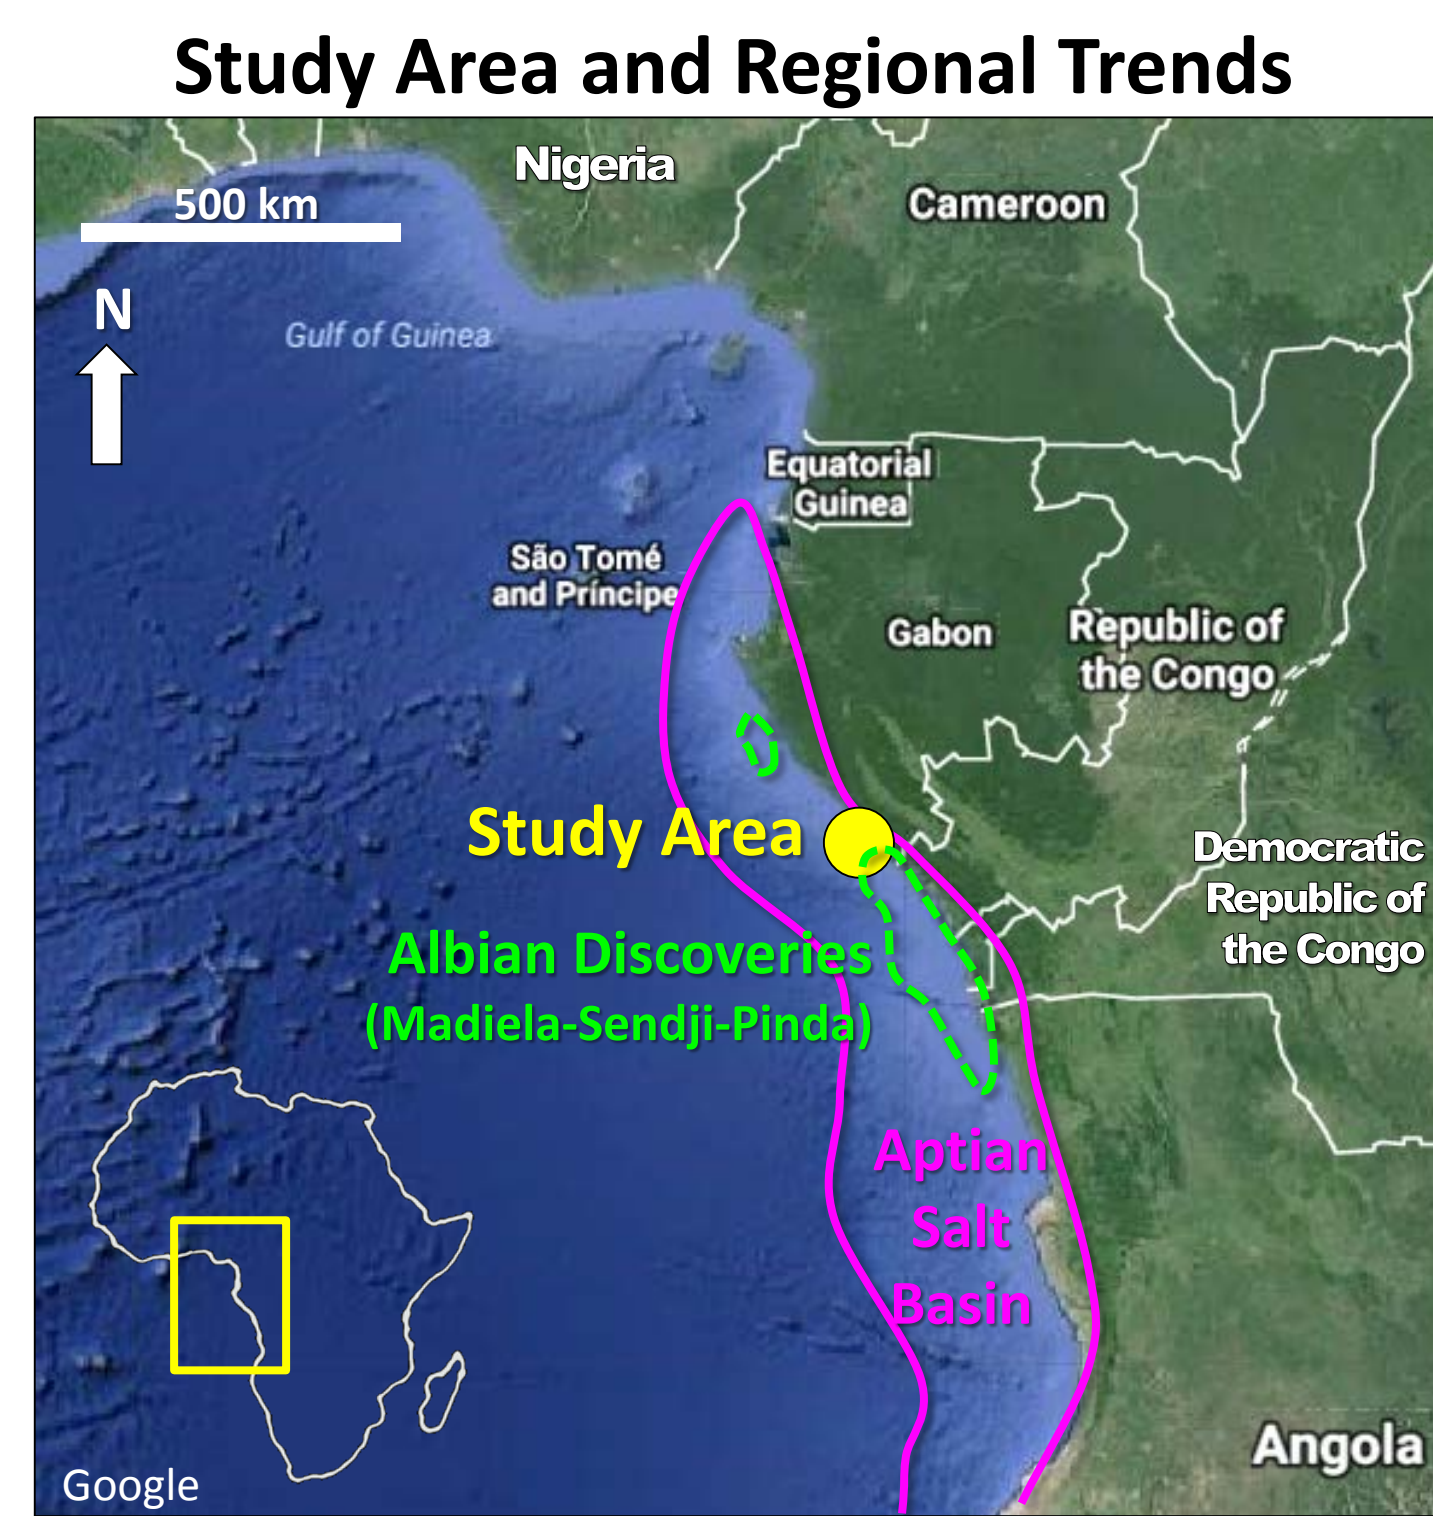 Study Area and Regional Trends
Nigeria
500 km
Cameroon
N
Gulf of Guinea
Equatorial
Guinea
São Tomé
and Príncipe
Gabon
Republic of
the Congo
Study Area
Democratic
Republic of
the Congo
Albian Discoveries
(Madiela-Sendji-Pinda)
Aptian
Salt
Basin
Angola
Google